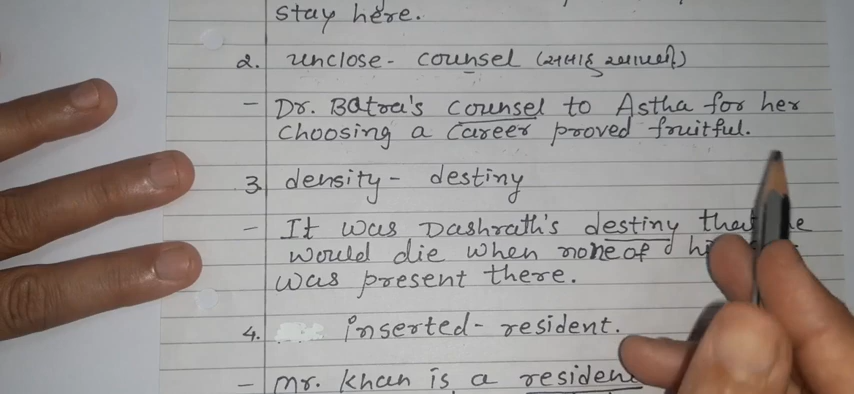 stay here.
2. unclose - counsel (સલાહ આપવી)
- Dr. Batra's counsel to Astha for her
choosing a career proved fruitful.
3. density - destiny
- It was Dashrath's destiny that
would die when none of
was present there.
4. inserted - resident.
- Mr. Khan is a